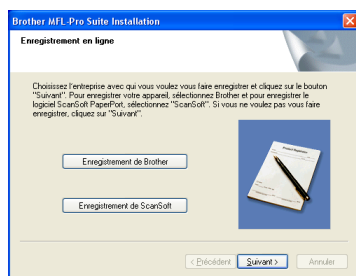 Brother MFL-Pro Suite Installation
Enregistrement en ligne
Choisissez l'entreprise avec qui vous voulez vous faire enregistrer et cliquez sur le bouton
"Suivant". Pour enregistrer votre appareil, sélectionnez Brother et pour enregistrer le
logiciel ScanSoft PaperPort, sélectionnez "ScanSoft". Si vous ne voulez pas vous faire
enregistrer, cliquez sur "Suivant".
Enregistrement de Brother
Enregistrement de ScanSoft
< Précédent
Suivant >
Annuler